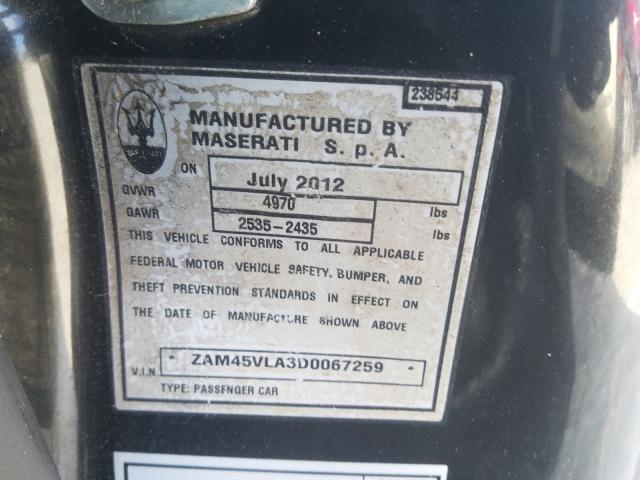 238544
MANUFACTURED BY
MASERATI S. p. A.
ON July 2012
GVWR 4970 lbs
GAWR 2535-2435 lbs
THIS VEHICLE CONFORMS TO ALL APPLICABLE
FEDERAL MOTOR VEHICLE SAFETY, BUMPER, AND
THEFT PREVENTION STANDARDS IN EFFECT ON
THE DATE OF MANUFACTURE SHOWN ABOVE
V.I.N. * ZAM45VLA3D0067259 *
TYPE: PASSENGER CAR